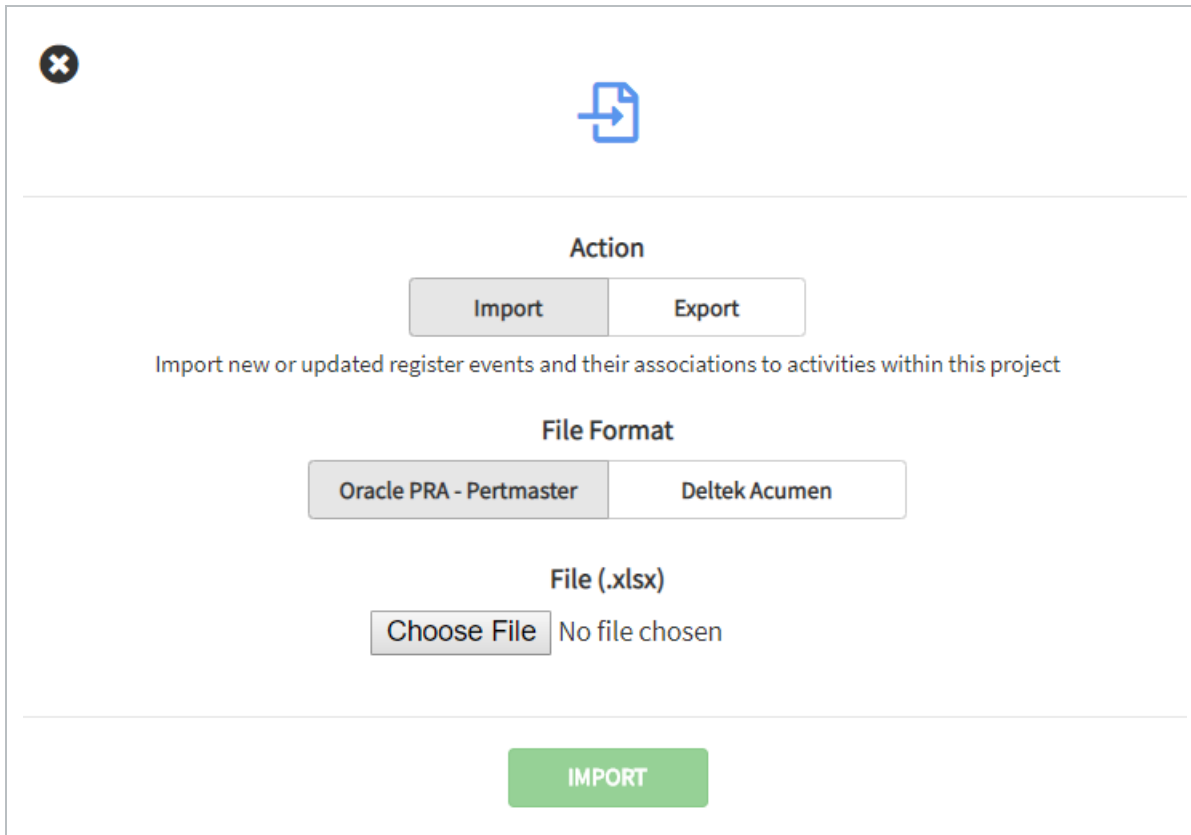 Action
Import Export
Import new or updated register events and their associations to activities within this project
File Format
Oracle PRA - Pertmaster Deltek Acumen
File (.xlsx)
Choose File No file chosen
IMPORT